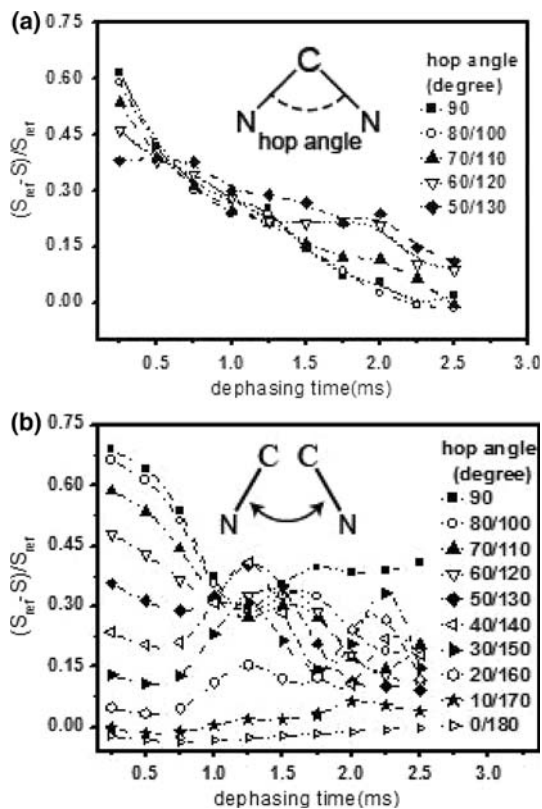 (a)
0.75
0.60
0.45
0.30
0.15
0.00
(S_ref-S)/S_ref
C
N N
hop angle
hop angle
(degree)
90
80/100
70/110
60/120
50/130
0.5 1.0 1.5 2.0 2.5 3.0
dephasing time(ms)
(b)
0.75
0.60
0.45
0.30
0.15
0.00
(S_ref-S)/S_ref
C C
N N
hop angle
(degree)
90
80/100
70/110
60/120
50/130
40/140
30/150
20/160
10/170
0/180
0.5 1.0 1.5 2.0 2.5 3.0
dephasing time(ms)